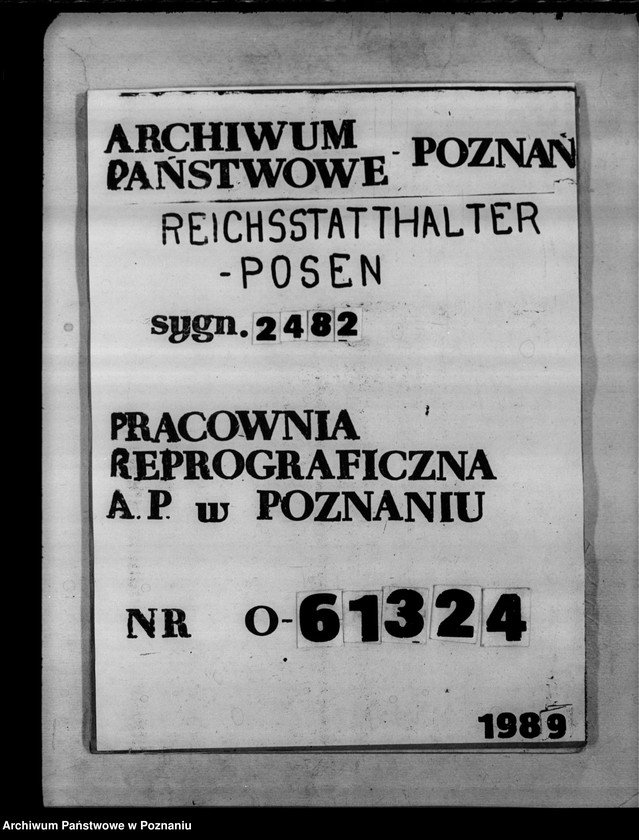 ARCHIWUM
PAŃSTWOWE - POZNAŃ
REICHSSTATTHALTER
-POSEN
sygn. 2482
PRACOWNIA
REPROGRAFICZNA
A.P. w POZNANIU
NR O-61324
1989
Archiwum Państwowe w Poznaniu